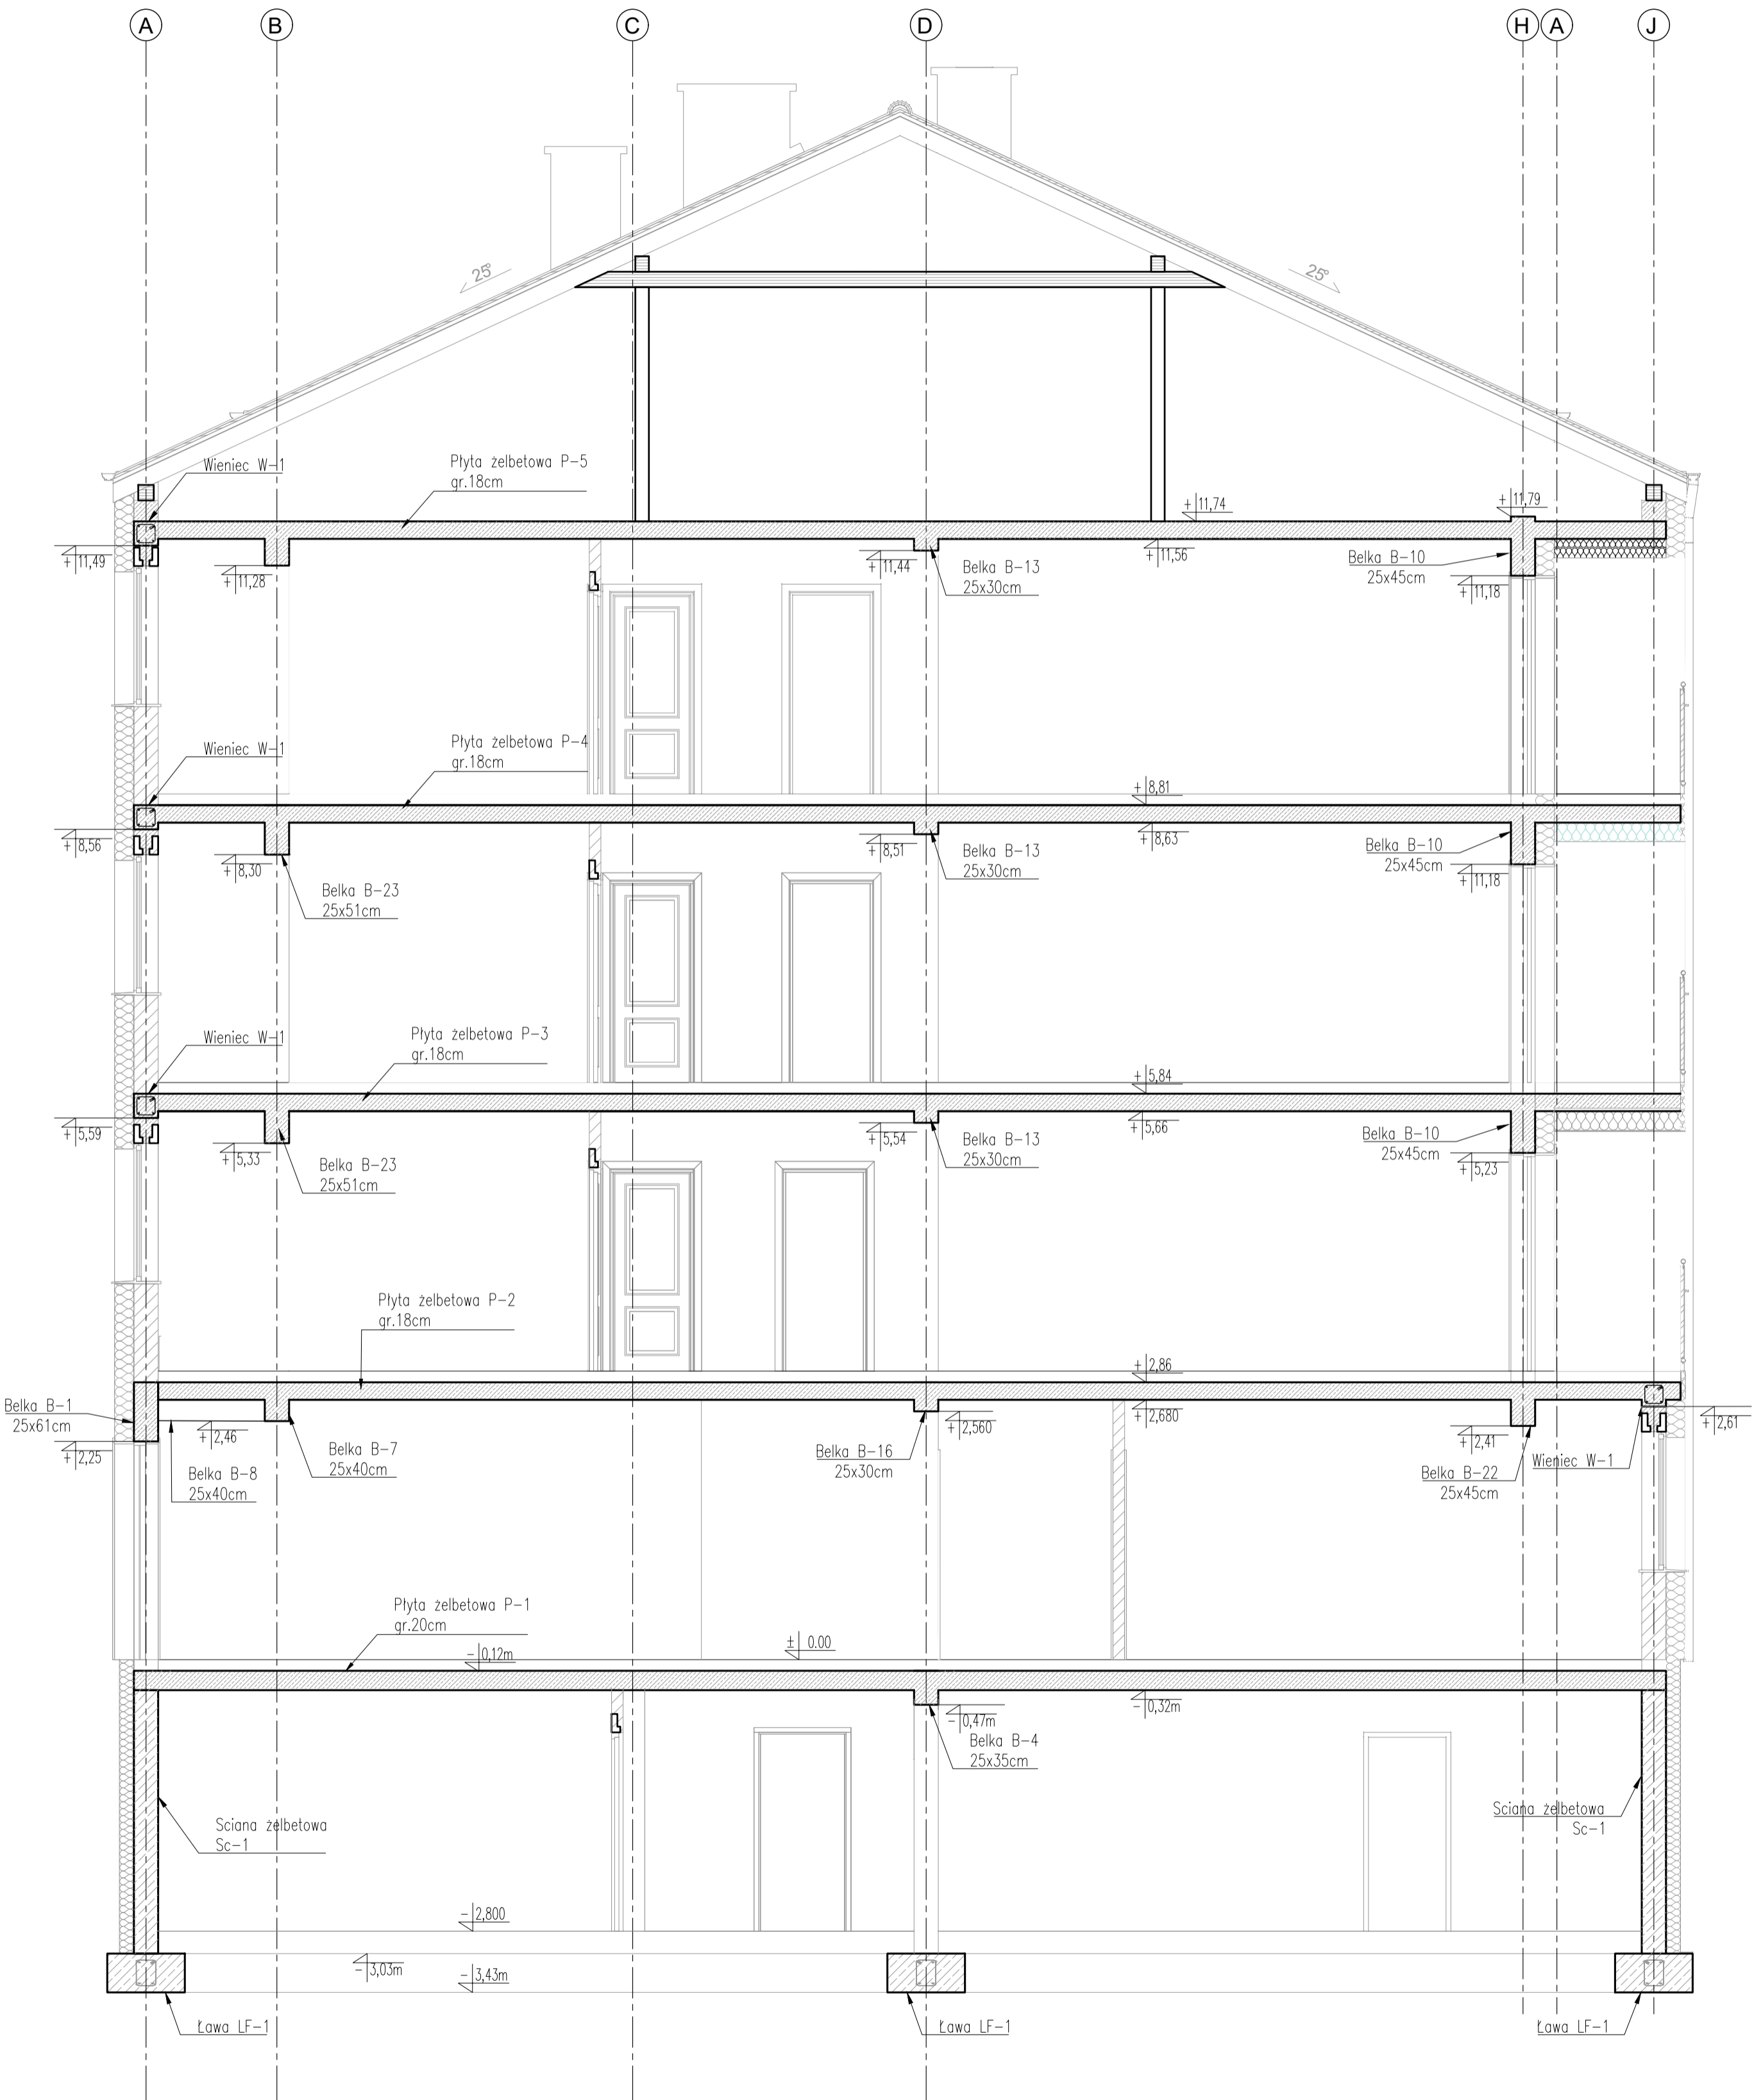 A B C D H A J
25° 25°
Wieniec W-1
Płyta żelbetowa P-5
gr.18cm
+11,74
+11,79
+11,49
+11,28
+11,44
Belka B-13
25x30cm
+11,56
Belka B-10
25x45cm
+11,18
Wieniec W-1
Płyta żelbetowa P-4
gr.18cm
+8,81
+8,56
+8,30
Belka B-23
25x51cm
+8,51
Belka B-13
25x30cm
+8,63
Belka B-10
25x45cm
+11,18
Wieniec W-1
Płyta żelbetowa P-3
gr.18cm
+5,84
+5,59
+5,33
Belka B-23
25x51cm
+5,54
Belka B-13
25x30cm
+5,66
Belka B-10
25x45cm
+5,23
Płyta żelbetowa P-2
gr.18cm
+2,86
Belka B-1
25x61cm
+2,25
+2,46
Belka B-8
25x40cm
Belka B-7
25x40cm
Belka B-16
25x30cm
+2,560
+2,680
+2,41
Belka B-22
25x45cm
Wieniec W-1
+2,61
Płyta żelbetowa P-1
gr.20cm
-0,12m
± 0.00
-0,47m
Belka B-4
25x35cm
-0,32m
Sciana żelbetowa
Sc-1
Sciana żelbetowa
Sc-1
-2,800
-3,03m
-3,43m
Ława LF-1
Ława LF-1
Ława LF-1